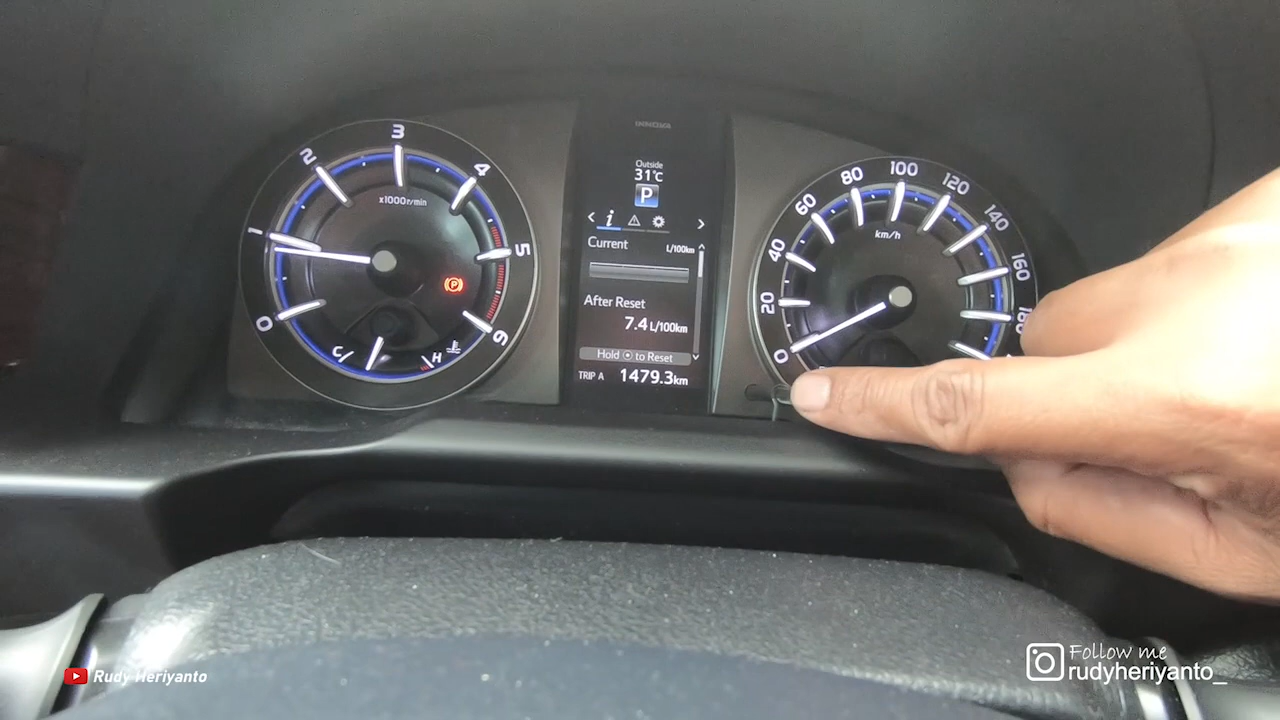 INNOVA
Outside
31℃
P
i
Current
L/100km
After Reset
7.4 L/100km
Hold ⦿ to Reset
TRIP A 1479.3km
0
1
2
3
4
5
6
x1000r/min
P
C
H
0
20
40
60
80
100
120
140
160
180
km/h
Rudy Heriyanto
Follow me
rudyheriyanto_